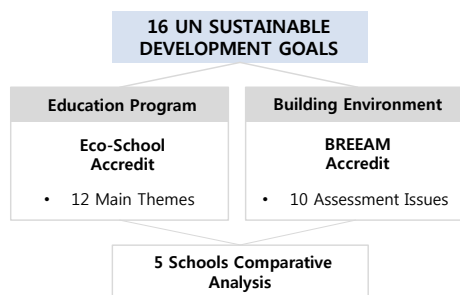 16 UN SUSTAINABLE
DEVELOPMENT GOALS
Education Program
Eco-School
Accredit
• 12 Main Themes
Building Environment
BREEAM
Accredit
• 10 Assessment Issues
5 Schools Comparative
Analysis